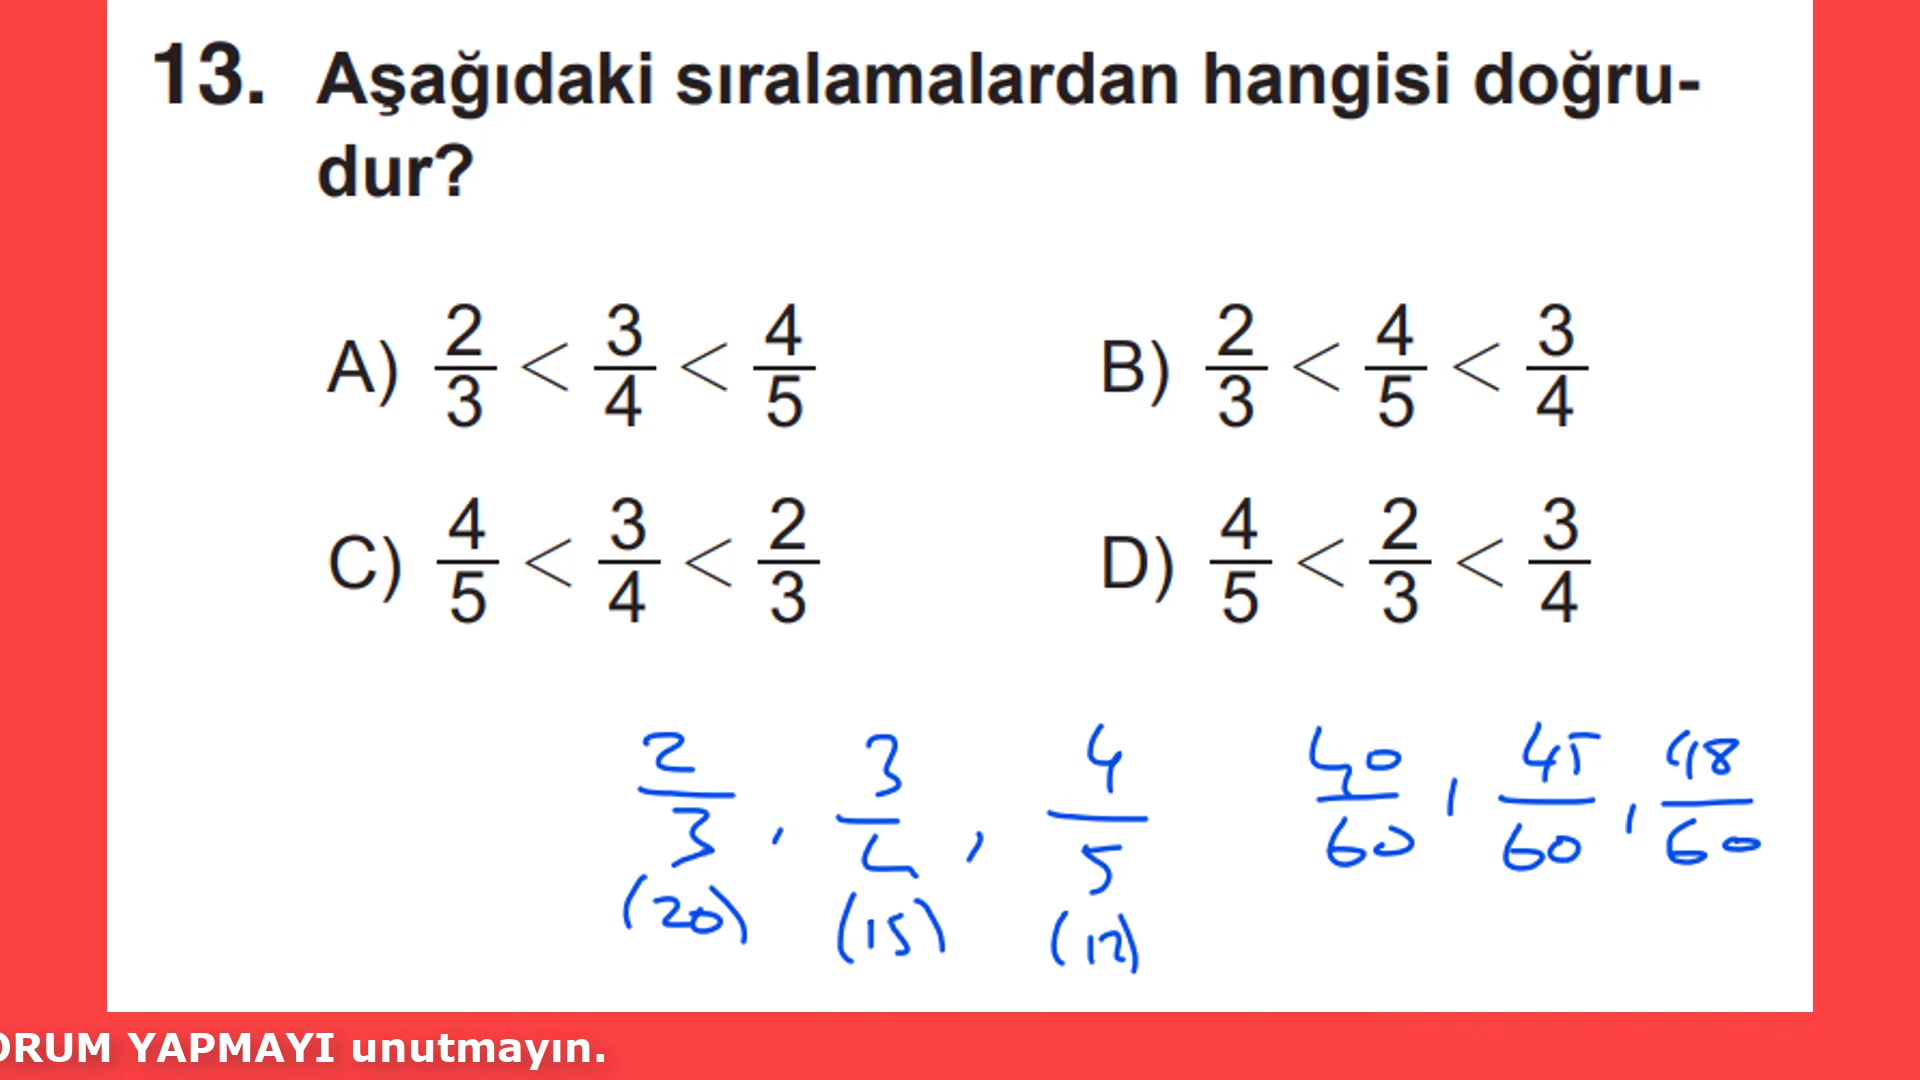 13. Aşağıdaki sıralamalardan hangisi doğru-
dur?
A) 2/3 < 3/4 < 4/5
B) 2/3 < 4/5 < 3/4
C) 4/5 < 3/4 < 2/3
D) 4/5 < 2/3 < 3/4
2/3 , 3/4 , 4/5
(20) (15) (12)
40/60 , 45/60 , 48/60
ORUM YAPMAYI unutmayın.